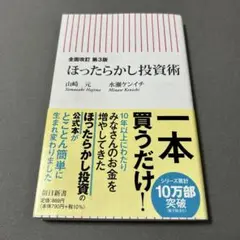 全面改訂 第3版
ほったらかし投資術
山崎 元
Yamazaki Hajime
水瀬ケンイチ
Minase Kenichi
一本
買うだけ!
10年以上にわたり
みなさんのお金を
増やしてきた
ほったらかし投資の
公式本が
とことん簡単に
生まれ変わりました
シリーズ累計
10万部
突破
朝日新書